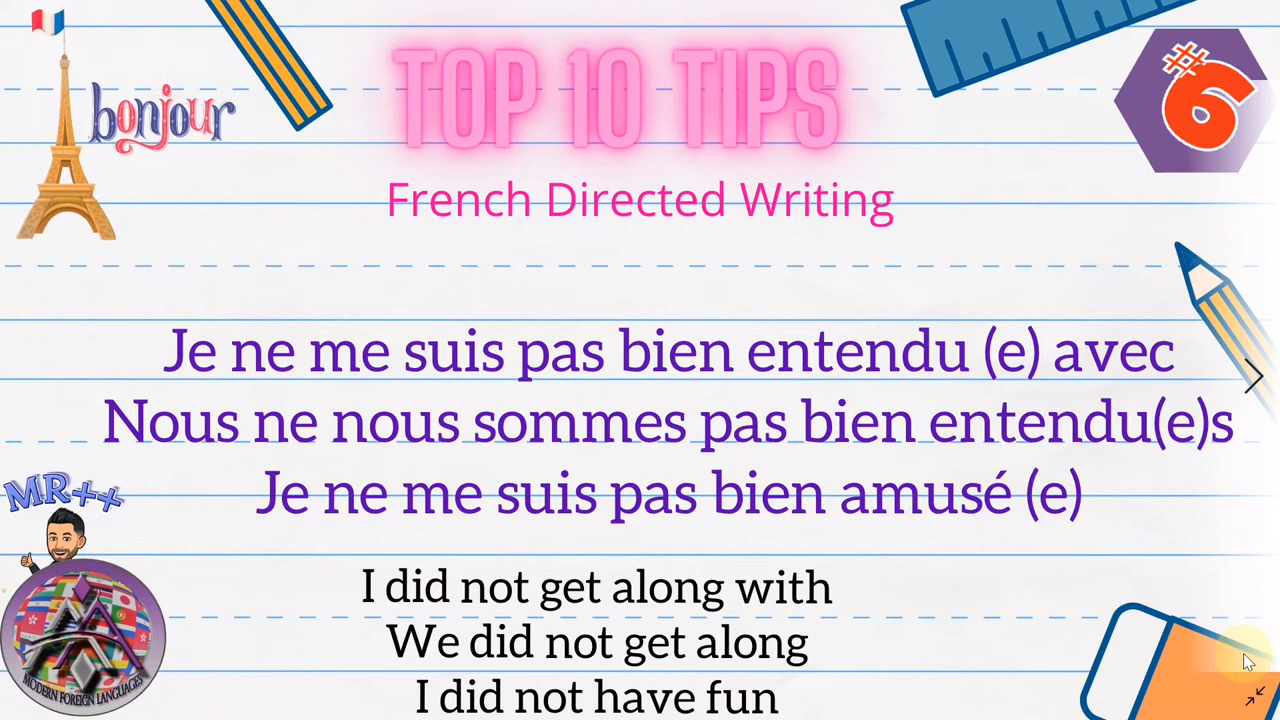 bonjour
TOP 10 TIPS
#6
French Directed Writing
Je ne me suis pas bien entendu (e) avec
Nous ne nous sommes pas bien entendu(e)s
Je ne me suis pas bien amusé (e)
MR++
I did not get along with
We did not get along
I did not have fun
MODERN FOREIGN LANGUAGES